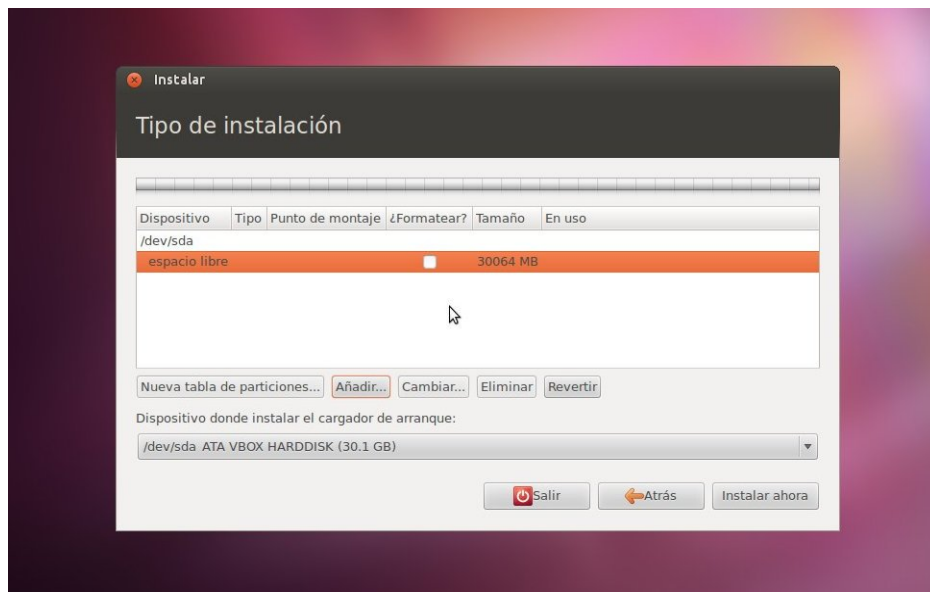 Instalar
Tipo de instalación
Dispositivo Tipo Punto de montaje ¿Formatear? Tamaño En uso
/dev/sda
espacio libre 30064 MB
Nueva tabla de particiones... Añadir... Cambiar... Eliminar Revertir
Dispositivo donde instalar el cargador de arranque:
/dev/sda ATA VBOX HARDDISK (30.1 GB)
Salir Atrás Instalar ahora